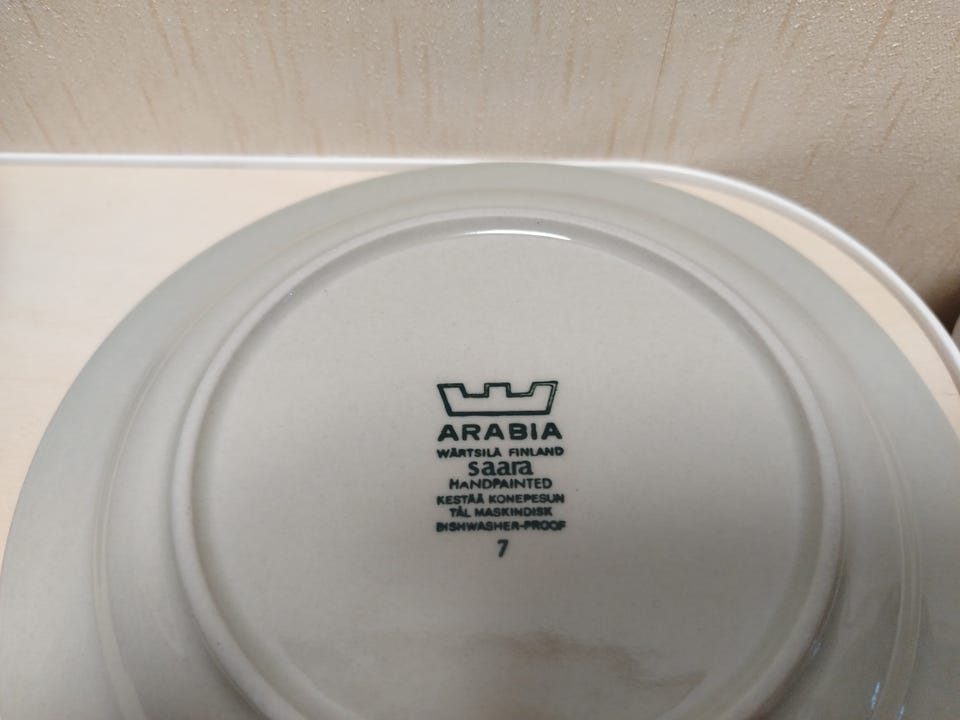 ARABIA
WÄRTSILÄ FINLAND
saara
HANDPAINTED
KESTÄÄ KONEPESUN
TÅL MASKINDISK
DISHWASHER-PROOF
7